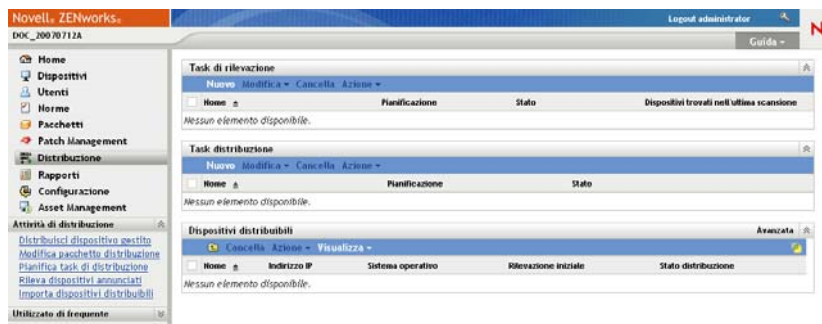 Novell® ZENworks®
Logout administrator
DOC_20070712A
Guida
N
Home
Dispositivi
Utenti
Norme
Pacchetti
Patch Management
Distribuzione
Rapporti
Configurazione
Asset Management
Attività di distribuzione
Distribuisci dispositivo gestito
Modifica pacchetto distribuzione
Pianifica task di distribuzione
Rileva dispositivi annunciati
Importa dispositivi distribuibili
Utilizzato di frequente
Task di rilevazione
Nuovo Modifica Cancella Azione
Nome Pianificazione Stato Dispositivi trovati nell'ultima scansione
Nessun elemento disponibile.
Task distribuzione
Nuovo Modifica Cancella Azione
Nome Pianificazione Stato
Nessun elemento disponibile.
Dispositivi distribuibili Avanzata
Cancella Azione Visualizza
Nome Indirizzo IP Sistema operativo Rilevazione iniziale Stato distribuzione
Nessun elemento disponibile.